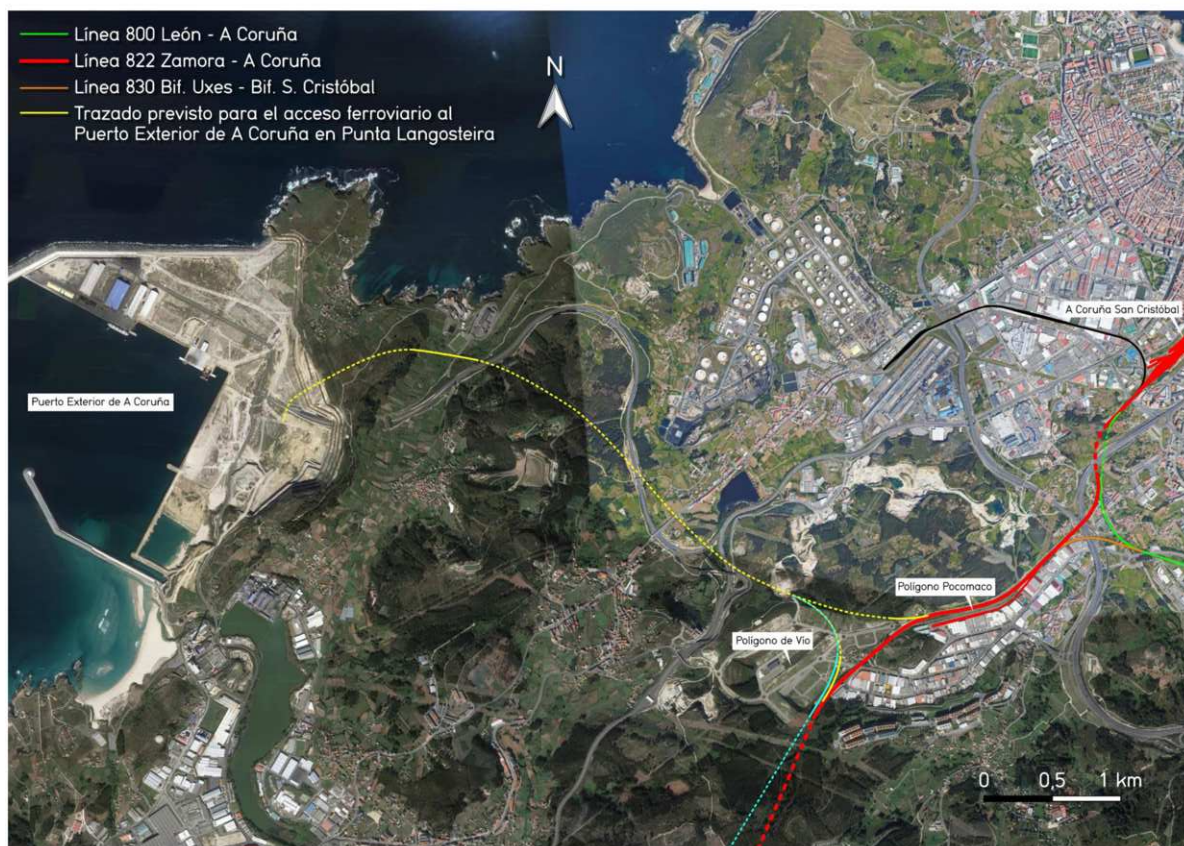 Línea 800 León - A Coruña
Línea 822 Zamora - A Coruña
Línea 830 Bif. Uxes - Bif. S. Cristóbal
Trazado previsto para el acceso ferroviario al
Puerto Exterior de A Coruña en Punta Langosteira
N
A Coruña San Cristóbal
Puerto Exterior de A Coruña
Polígono Pocomaco
Polígono de Vío
0 0,5 1 km